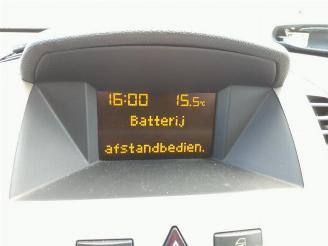 16:00 15.5°C
Batterij
afstandbedien.